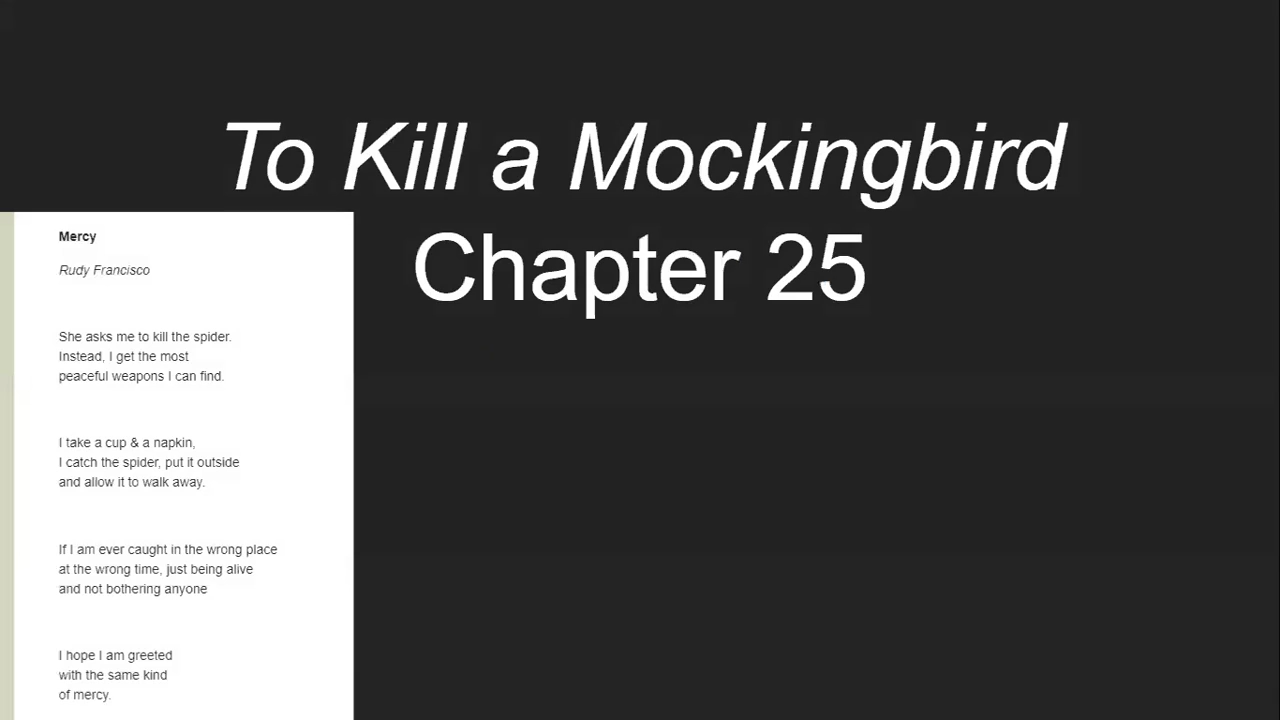 To Kill a Mockingbird
Chapter 25
Mercy
Rudy Francisco
She asks me to kill the spider.
Instead, I get the most
peaceful weapons I can find.
I take a cup & a napkin,
I catch the spider, put it outside
and allow it to walk away.
If I am ever caught in the wrong place
at the wrong time, just being alive
and not bothering anyone
I hope I am greeted
with the same kind
of mercy.